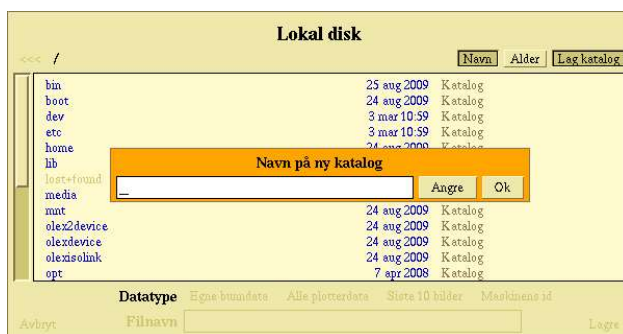 Lokal disk
<<< / Navn Alder Lag katalog
bin 25 aug 2009 Katalog
boot 24 aug 2009 Katalog
dev 3 mar 10:59 Katalog
etc 3 mar 10:59 Katalog
home 24 aug 2009 Katalog
lib
Navn på ny katalog
lost+found
media
_ Angre Ok
mnt 24 aug 2009 Katalog
olex2device 24 aug 2009 Katalog
olexdevice 24 aug 2009 Katalog
olexisolink 24 aug 2009 Katalog
opt 7 apr 2008 Katalog
Datatype Egne bunndata Alle plotterdata Siste 10 bilder Maskinens id
Avbryt Filnavn Lagre